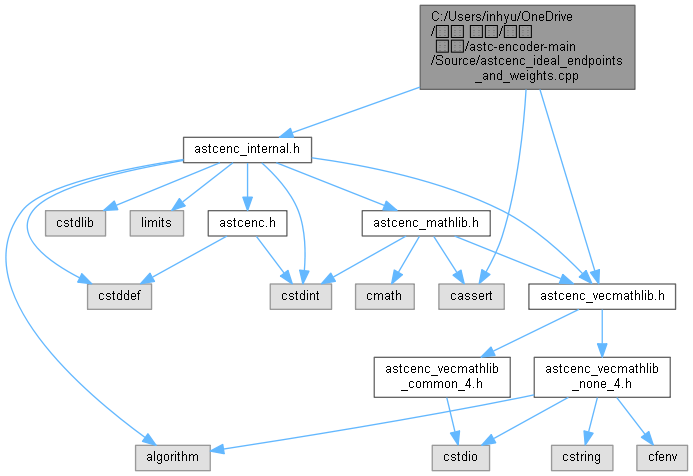 C:/Users/inhyu/OneDrive
/astc-encoder-main
/Source/astcenc_ideal_endpoints
_and_weights.cpp
astcenc_internal.h
cstdlib
limits
astcenc.h
astcenc_mathlib.h
cstddef
cstdint
cmath
cassert
astcenc_vecmathlib.h
astcenc_vecmathlib
_common_4.h
astcenc_vecmathlib
_none_4.h
algorithm
cstdio
cstring
cfenv